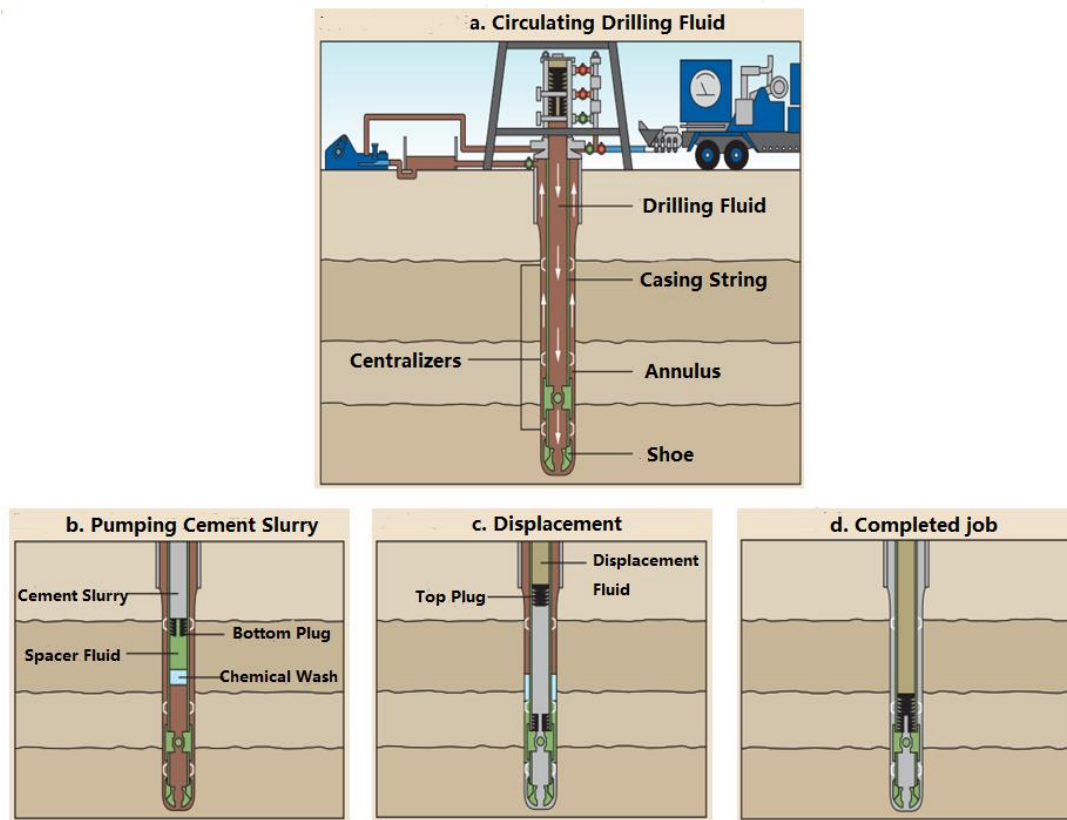 a. Circulating Drilling Fluid
Drilling Fluid
Casing String
Centralizers
Annulus
Shoe
b. Pumping Cement Slurry
Cement Slurry
Bottom Plug
Spacer Fluid
Chemical Wash
c. Displacement
Displacement
Fluid
Top Plug
d. Completed job